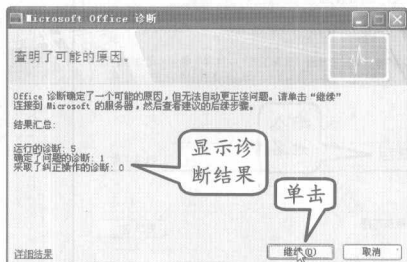 Microsoft Office 诊断
查明了可能的原因。
Office 诊断确定了一个可能的原因，但无法自动更正该问题。请单击“继续”
连接到 Microsoft 的服务器，然后查看建议的后续步骤。
结果汇总：
运行的诊断：5
确定了问题的诊断：1
采取了纠正操作的诊断：0
显示诊
断结果
单击
详细结果
继续(O)
取消